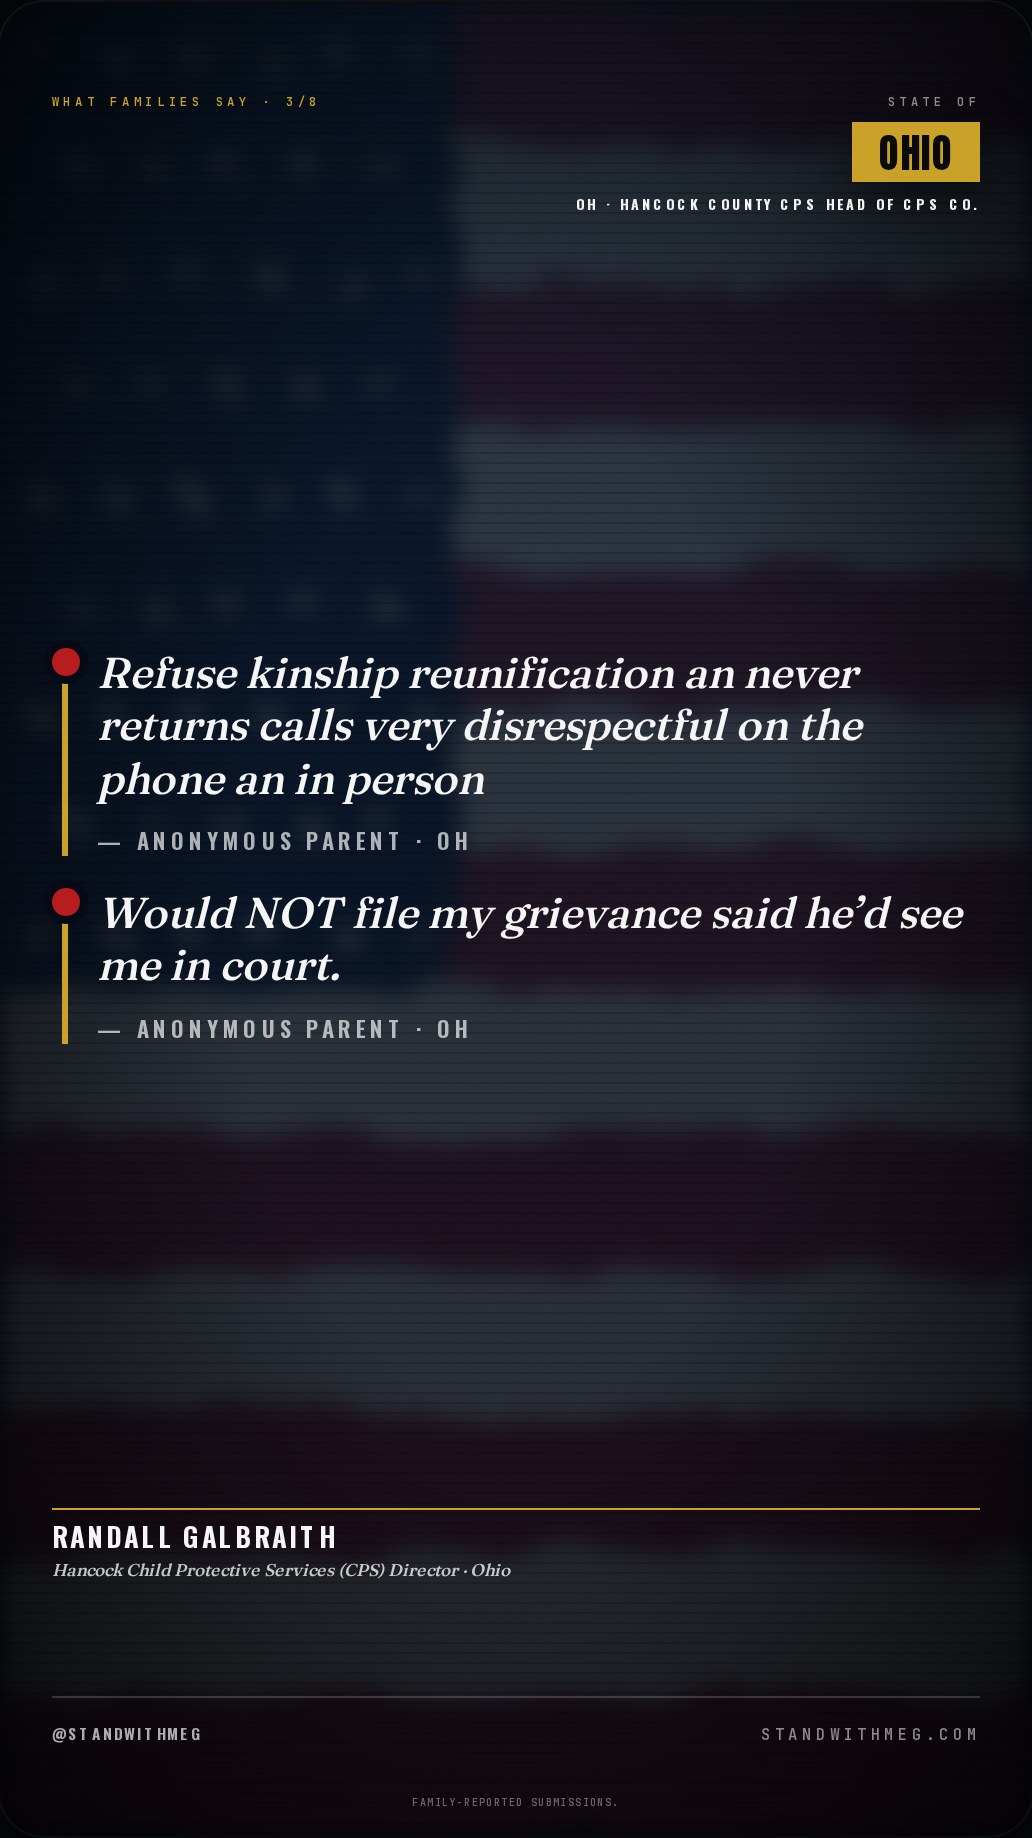 WHAT FAMILIES SAY · 3/8
STATE OF
OHIO
OH · HANCOCK COUNTY CPS HEAD OF CPS CO.
Refuse kinship reunification an never
returns calls very disrespectful on the
phone an in person
— ANONYMOUS PARENT · OH
Would NOT file my grievance said he’d see
me in court.
— ANONYMOUS PARENT · OH
RANDALL GALBRAITH
Hancock Child Protective Services (CPS) Director · Ohio
@STANDWITHMEG
STANDWITHMEG.COM
FAMILY-REPORTED SUBMISSIONS.